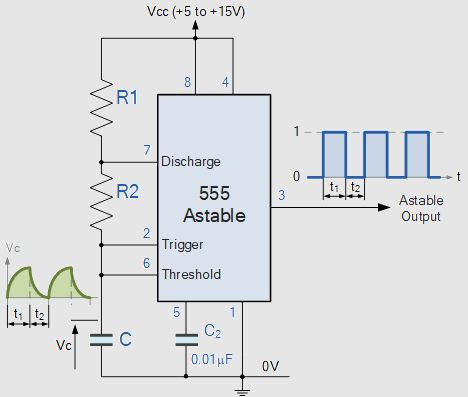 Vcc (+5 to +15V)
8
4
R1
7
Discharge
1
0
t
t1
t2
R2
555
Astable
3
Astable
Output
2
Trigger
6
Threshold
Vc
t1
t2
5
1
Vc
C
C2
0.01µF
0V